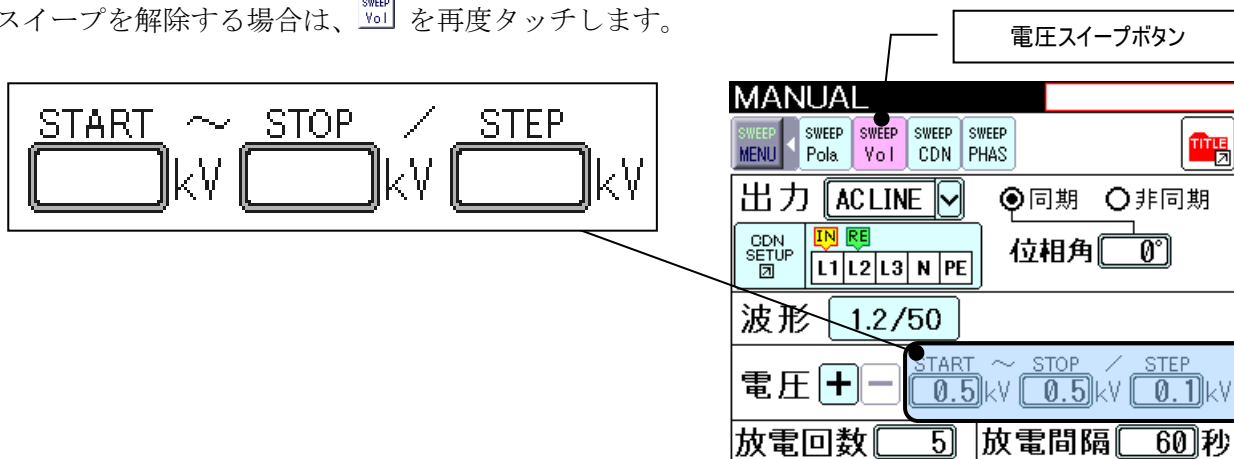 スイープを解除する場合は、SWEEP Vol を再度タッチします。
電圧スイープボタン
START ～ STOP ／ STEP
kV kV kV
MANUAL
SWEEP MENU SWEEP Pola. SWEEP Vol SWEEP CDN SWEEP PHAS TITLE
出力 AC LINE 同期 非同期
CDN SETUP IN RE
L1 L2 L3 N PE
位相角 0°
波形 1.2/50
START ～ STOP ／ STEP
電圧 + − 0.5 kV 0.5 kV 0.1 kV
放電回数 5 放電間隔 60 秒